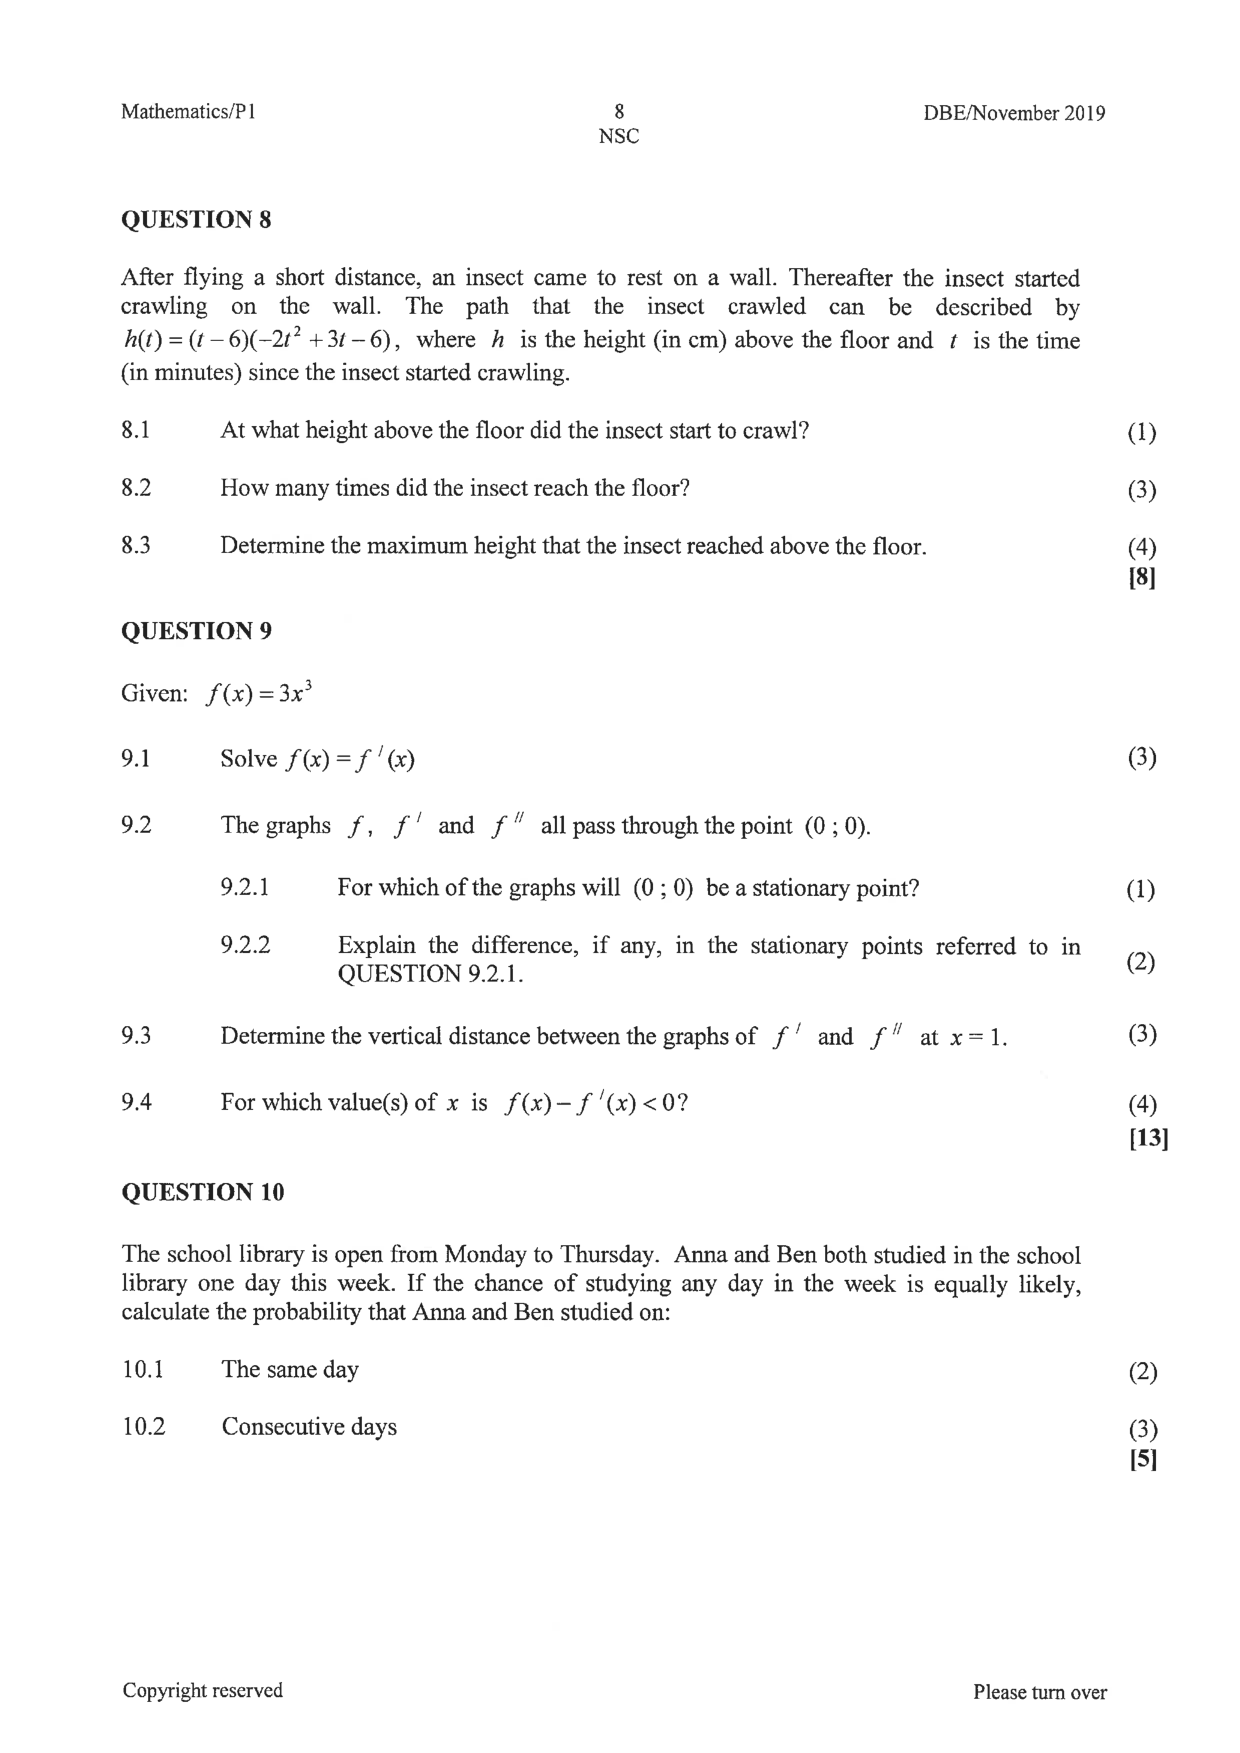 Mathematics/P1 8 DBE/November 2019
NSC
QUESTION 8
After flying a short distance, an insect came to rest on a wall. Thereafter the insect started
crawling on the wall. The path that the insect crawled can be described by
h(t) = (t − 6)(−2t² + 3t − 6), where h is the height (in cm) above the floor and t is the time
(in minutes) since the insect started crawling.
8.1 At what height above the floor did the insect start to crawl? (1)
8.2 How many times did the insect reach the floor? (3)
8.3 Determine the maximum height that the insect reached above the floor. (4)
[8]
QUESTION 9
Given: f(x) = 3x³
9.1 Solve f(x) = f ′(x) (3)
9.2 The graphs f, f ′ and f ″ all pass through the point (0 ; 0).
9.2.1 For which of the graphs will (0 ; 0) be a stationary point? (1)
9.2.2 Explain the difference, if any, in the stationary points referred to in
QUESTION 9.2.1. (2)
9.3 Determine the vertical distance between the graphs of f ′ and f ″ at x = 1. (3)
9.4 For which value(s) of x is f(x) − f ′(x) < 0? (4)
[13]
QUESTION 10
The school library is open from Monday to Thursday. Anna and Ben both studied in the school
library one day this week. If the chance of studying any day in the week is equally likely,
calculate the probability that Anna and Ben studied on:
10.1 The same day (2)
10.2 Consecutive days (3)
[5]
Copyright reserved Please turn over